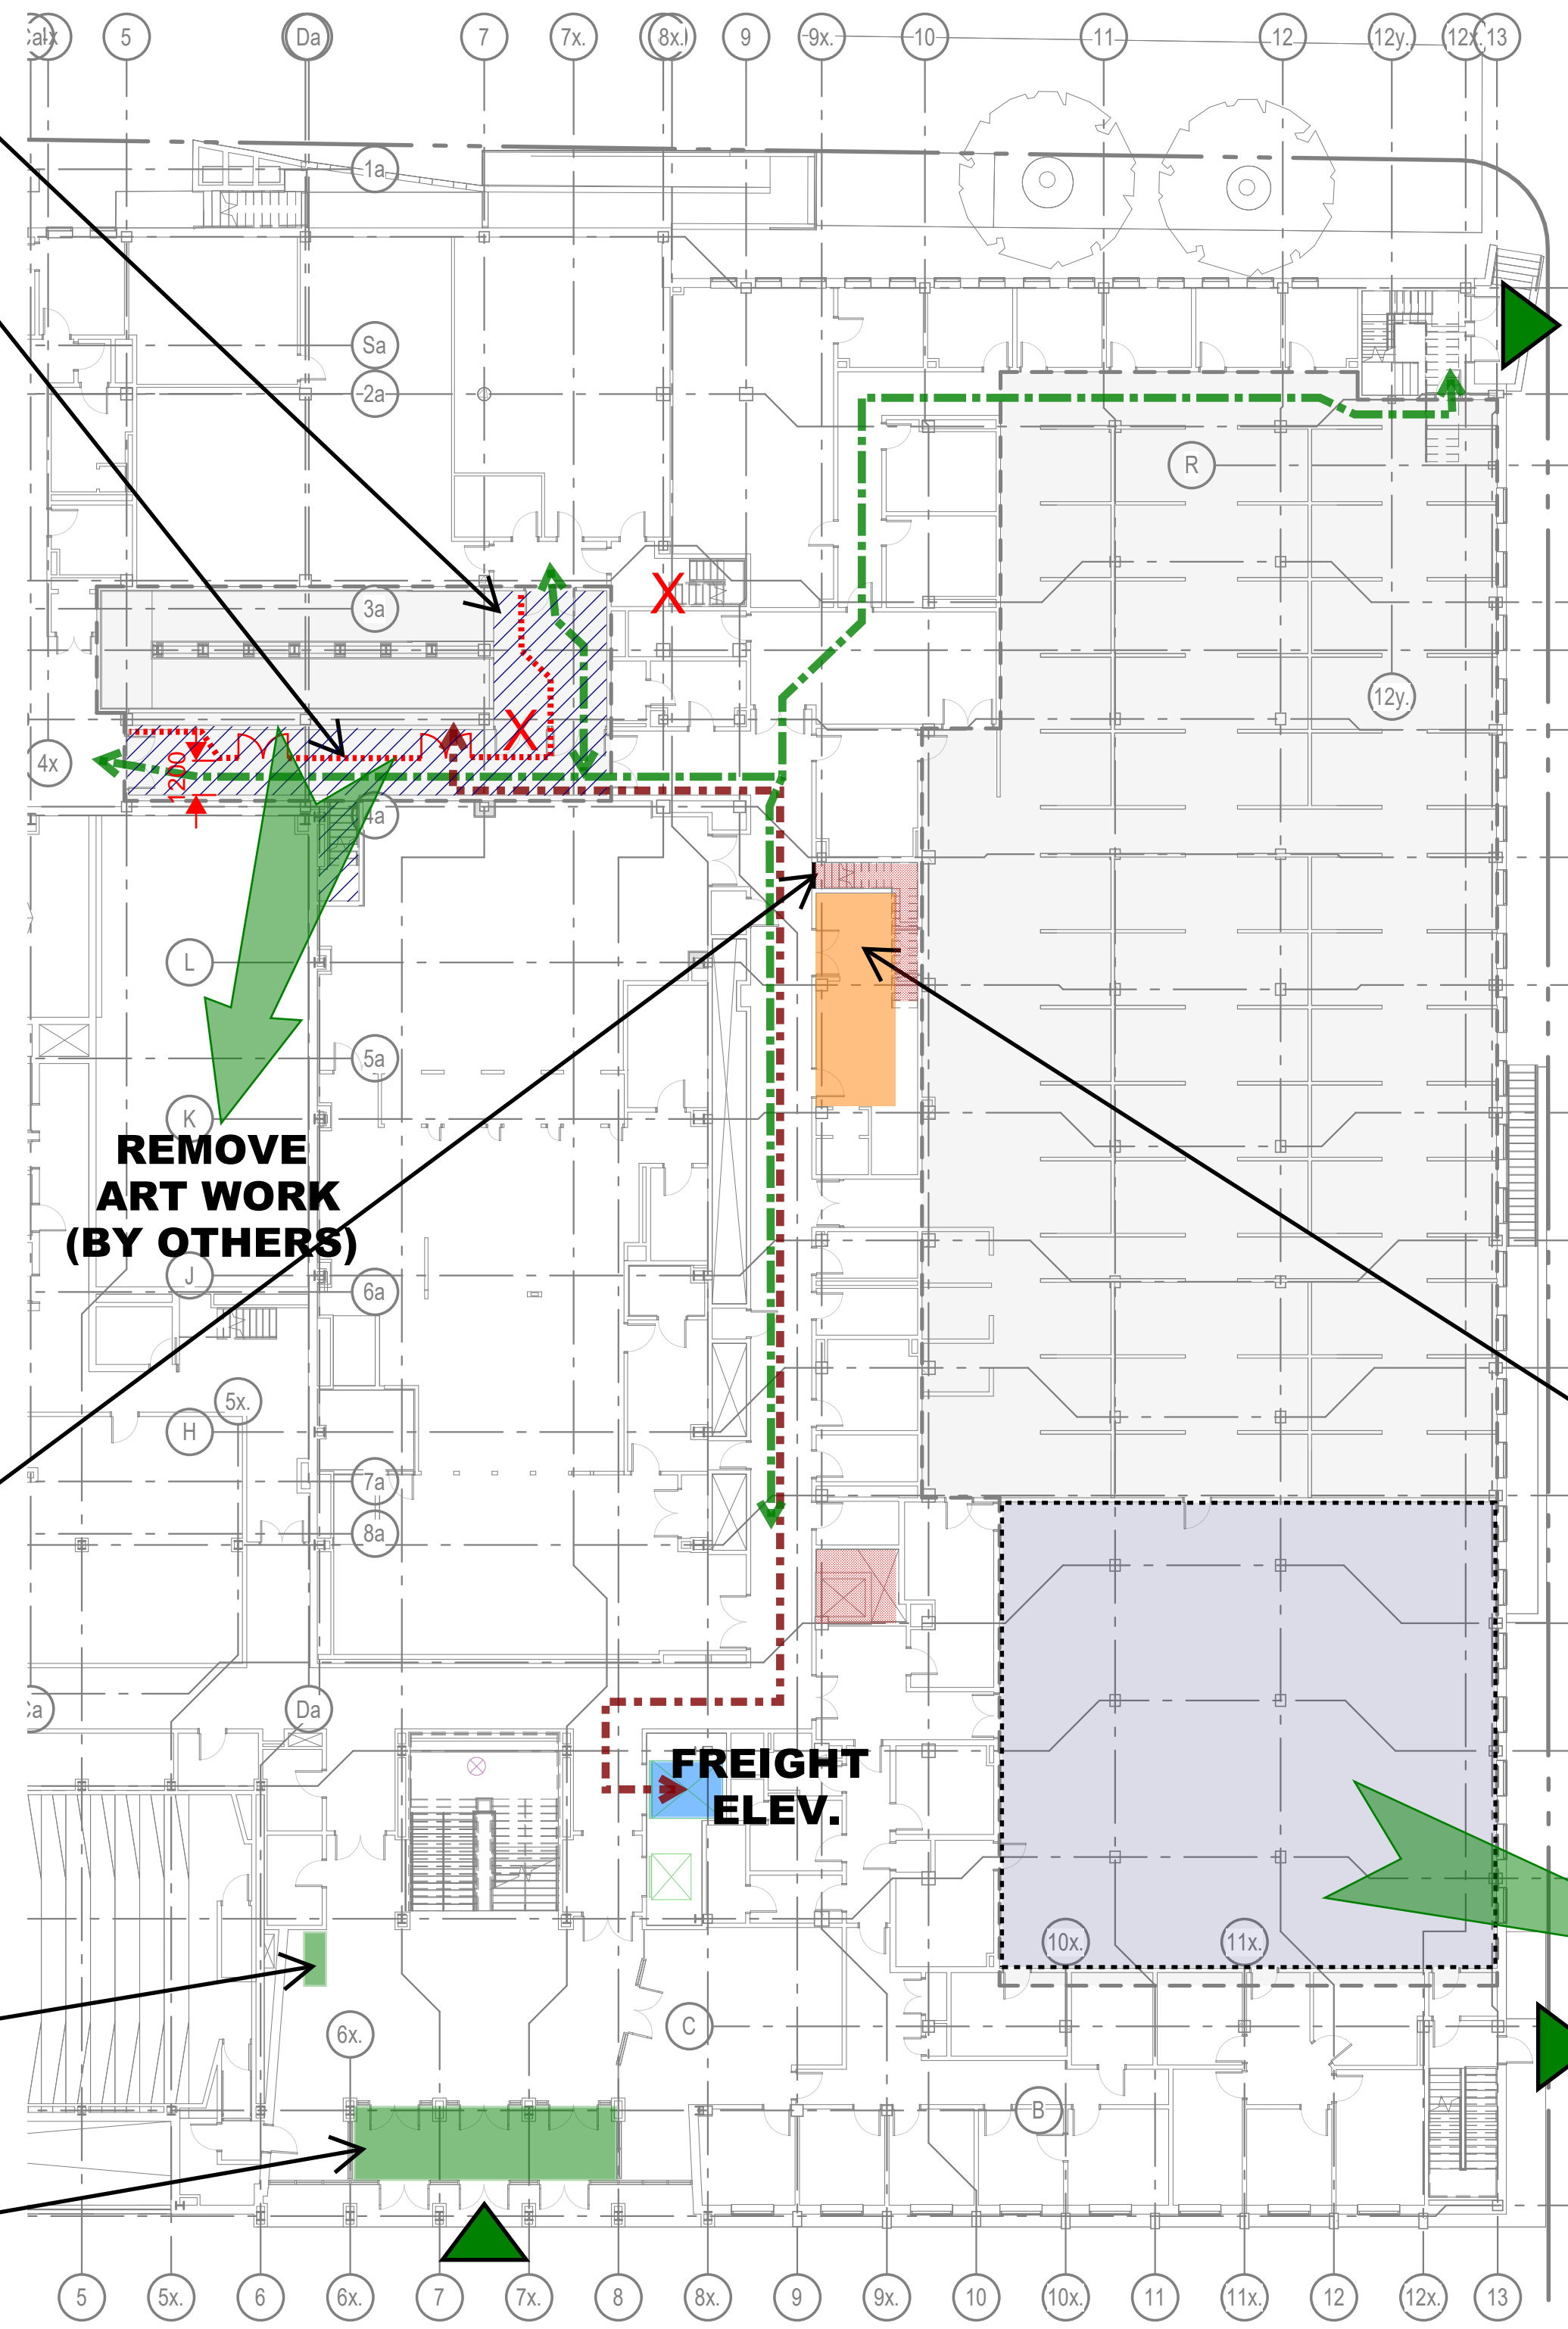 4x
5
Da
7
7x.
8x.
9
9x.
10
11
12
12y.
12x.
13
1a
Sa
2a
R
3a
X
12y.
X
4x
1200
4a
L
5a
K
REMOVE
ART WORK
(BY OTHERS)
J
6a
5x.
H
7a
8a
Ca
Da
FREIGHT
ELEV.
10x.
11x.
6x.
C
B
5
5x.
6
6x.
7
7x.
8
8x.
9
9x.
10
10x.
11
11x.
12
12x.
13